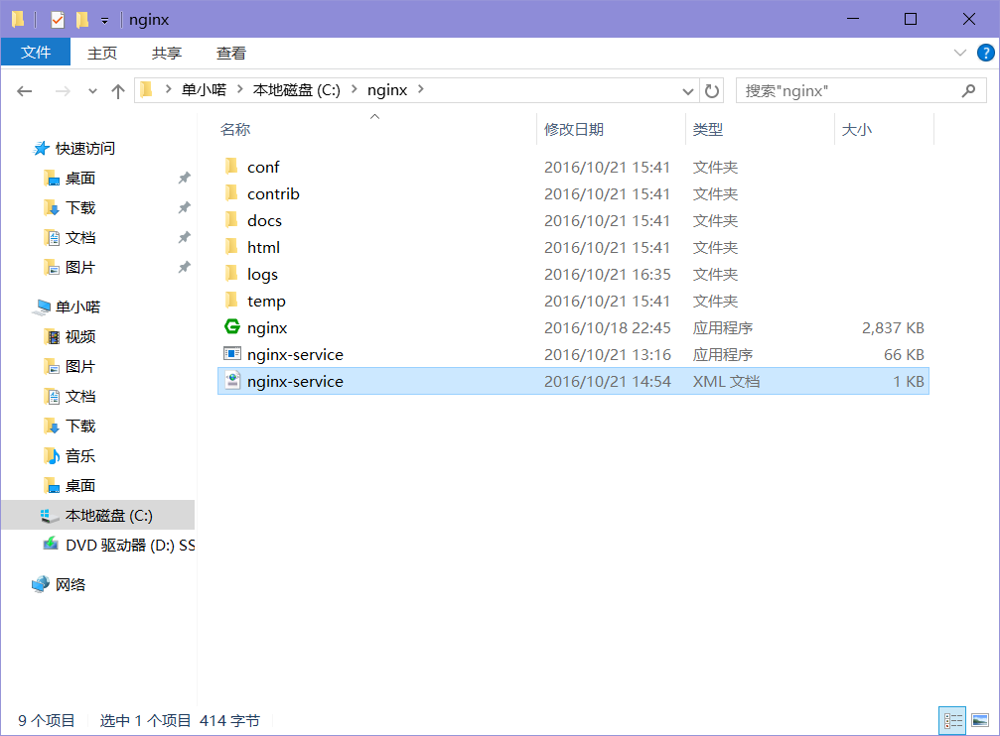 nginx
文件 主页 共享 查看
单小喏 本地磁盘 (C:) nginx 搜索"nginx"
名称 修改日期 类型 大小
快速访问
桌面
下载
文档
图片
单小喏
视频
图片
文档
下载
音乐
桌面
本地磁盘 (C:)
DVD 驱动器 (D:) SS
网络
conf 2016/10/21 15:41 文件夹
contrib 2016/10/21 15:41 文件夹
docs 2016/10/21 15:41 文件夹
html 2016/10/21 15:41 文件夹
logs 2016/10/21 16:35 文件夹
temp 2016/10/21 15:41 文件夹
nginx 2016/10/18 22:45 应用程序 2,837 KB
nginx-service 2016/10/21 13:16 应用程序 66 KB
nginx-service 2016/10/21 14:54 XML 文档 1 KB
9 个项目 选中 1 个项目 414 字节